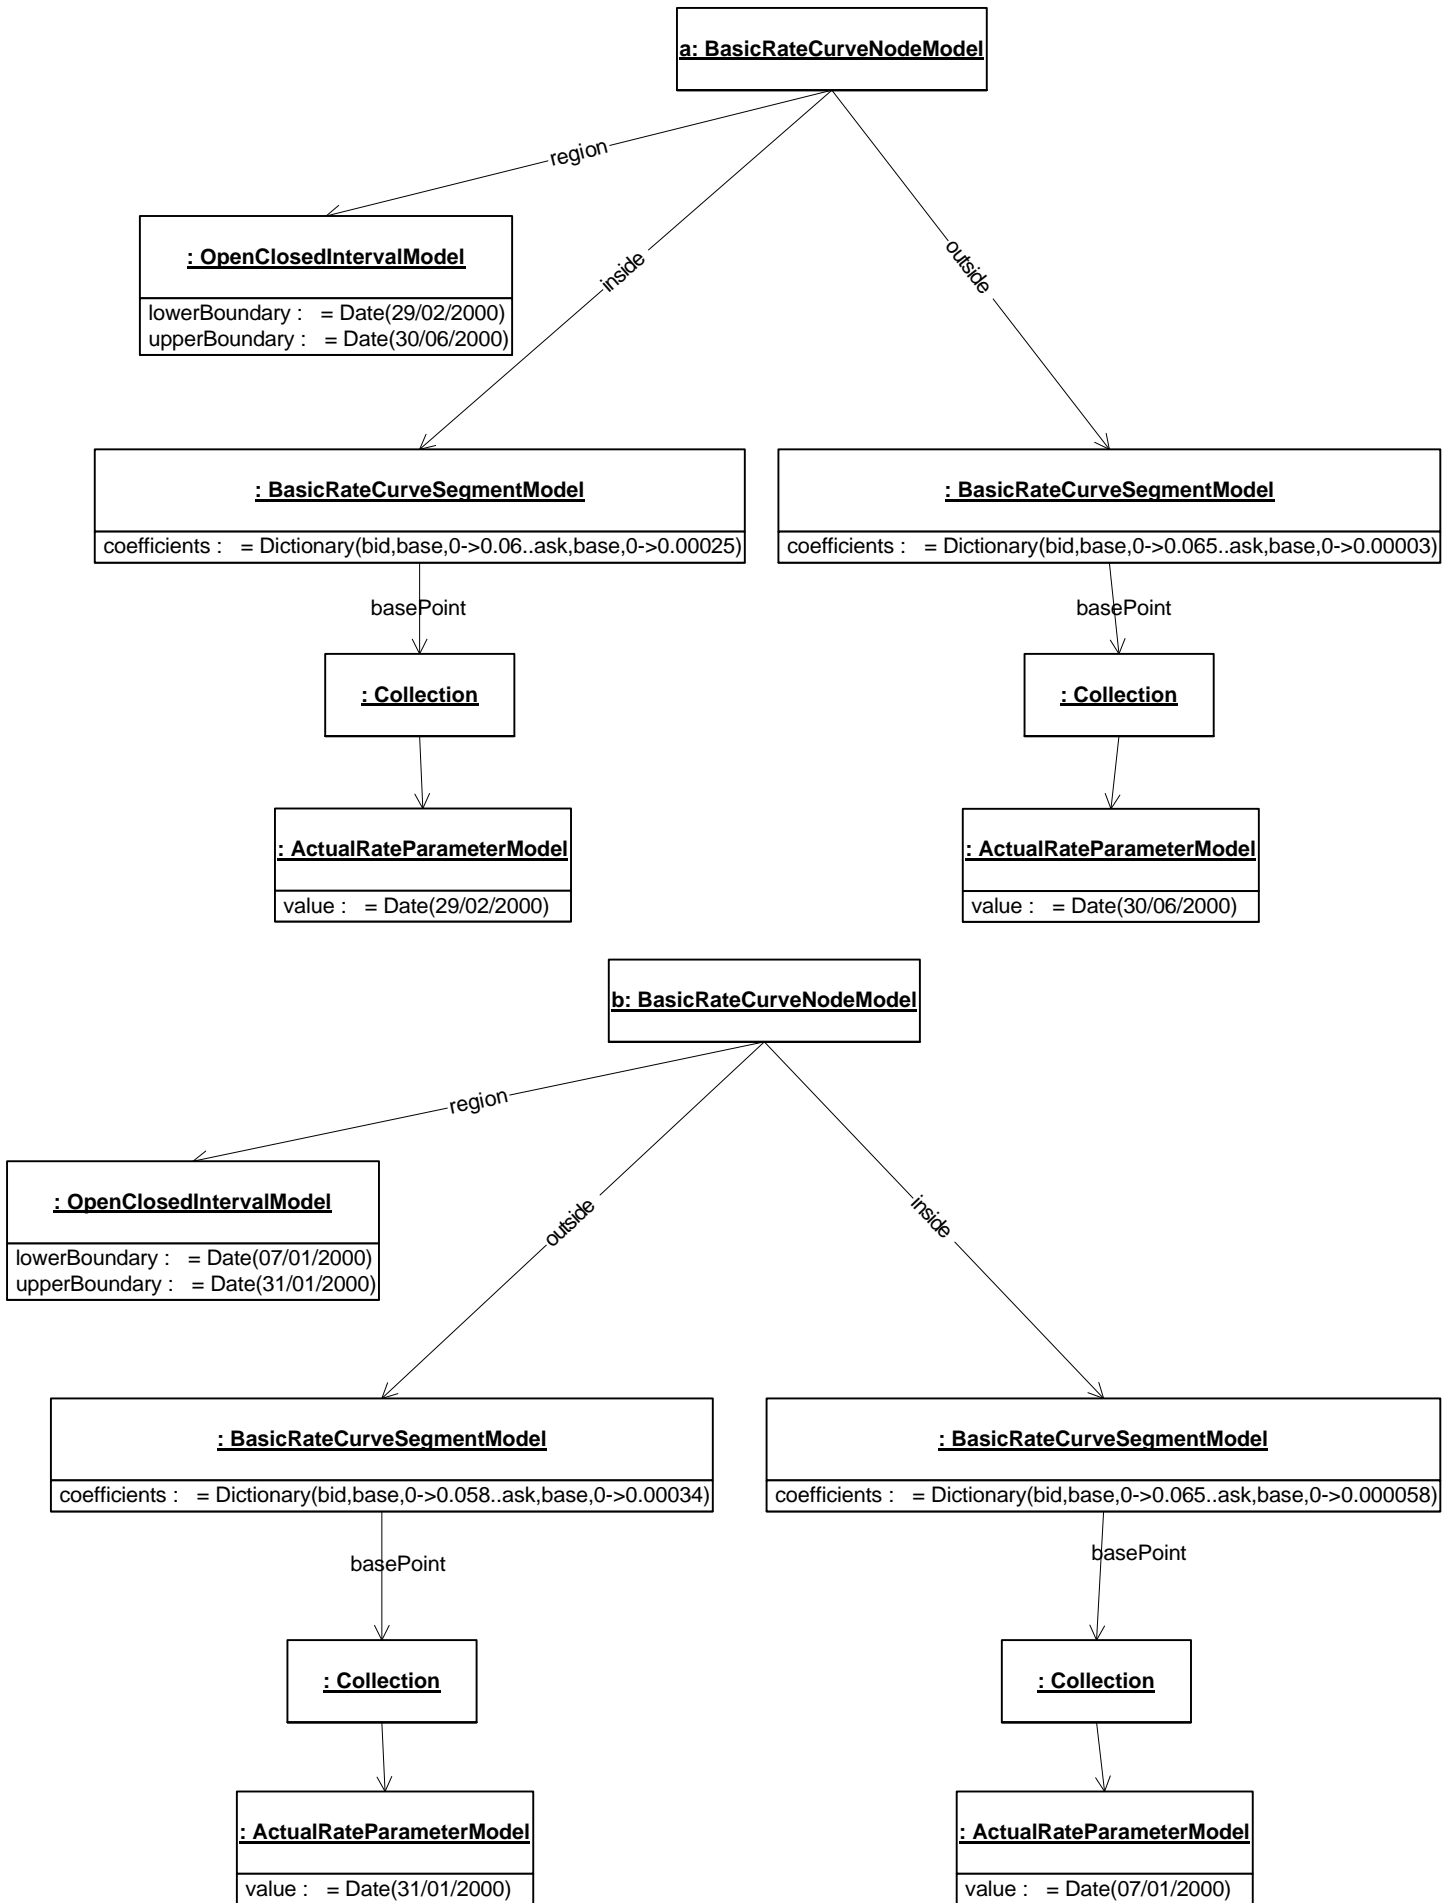 a: BasicRateCurveNodeModel
region
: OpenClosedIntervalModel
lowerBoundary :   = Date(29/02/2000)
upperBoundary :   = Date(30/06/2000)
inside
outside
: BasicRateCurveSegmentModel
coefficients :   = Dictionary(bid,base,0->0.06..ask,base,0->0.00025)
: BasicRateCurveSegmentModel
coefficients :   = Dictionary(bid,base,0->0.065..ask,base,0->0.00003)
basePoint
basePoint
: Collection
: Collection
: ActualRateParameterModel
value :   = Date(29/02/2000)
: ActualRateParameterModel
value :   = Date(30/06/2000)
b: BasicRateCurveNodeModel
region
: OpenClosedIntervalModel
lowerBoundary :   = Date(07/01/2000)
upperBoundary :   = Date(31/01/2000)
outside
inside
: BasicRateCurveSegmentModel
coefficients :   = Dictionary(bid,base,0->0.058..ask,base,0->0.00034)
: BasicRateCurveSegmentModel
coefficients :   = Dictionary(bid,base,0->0.065..ask,base,0->0.000058)
basePoint
basePoint
: Collection
: Collection
: ActualRateParameterModel
value :   = Date(31/01/2000)
: ActualRateParameterModel
value :   = Date(07/01/2000)